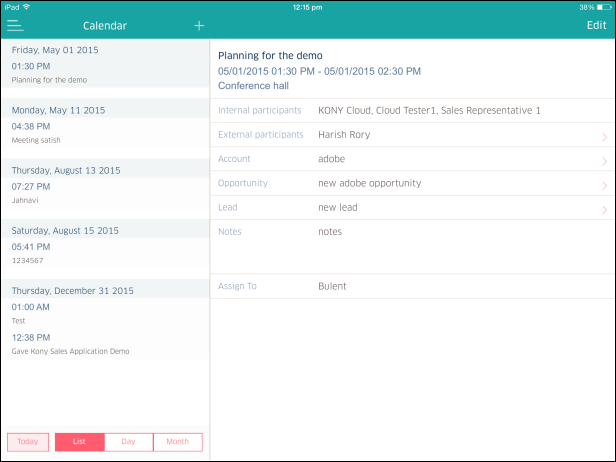 iPad 12:15 pm 38%
Calendar + Edit
Friday, May 01 2015
01:30 PM
Planning for the demo
Monday, May 11 2015
04:38 PM
Meeting satish
Thursday, August 13 2015
07:27 PM
Jahnavi
Saturday, August 15 2015
05:41 PM
1234567
Thursday, December 31 2015
01:00 AM
Test
12:38 PM
Gave Kony Sales Application Demo
Today List Day Month
Planning for the demo
05/01/2015 01:30 PM - 05/01/2015 02:30 PM
Conference hall
Internal participants KONY Cloud, Cloud Tester1, Sales Representative 1
External participants Harish Rory
Account adobe
Opportunity new adobe opportunity
Lead new lead
Notes notes
Assign To Bulent